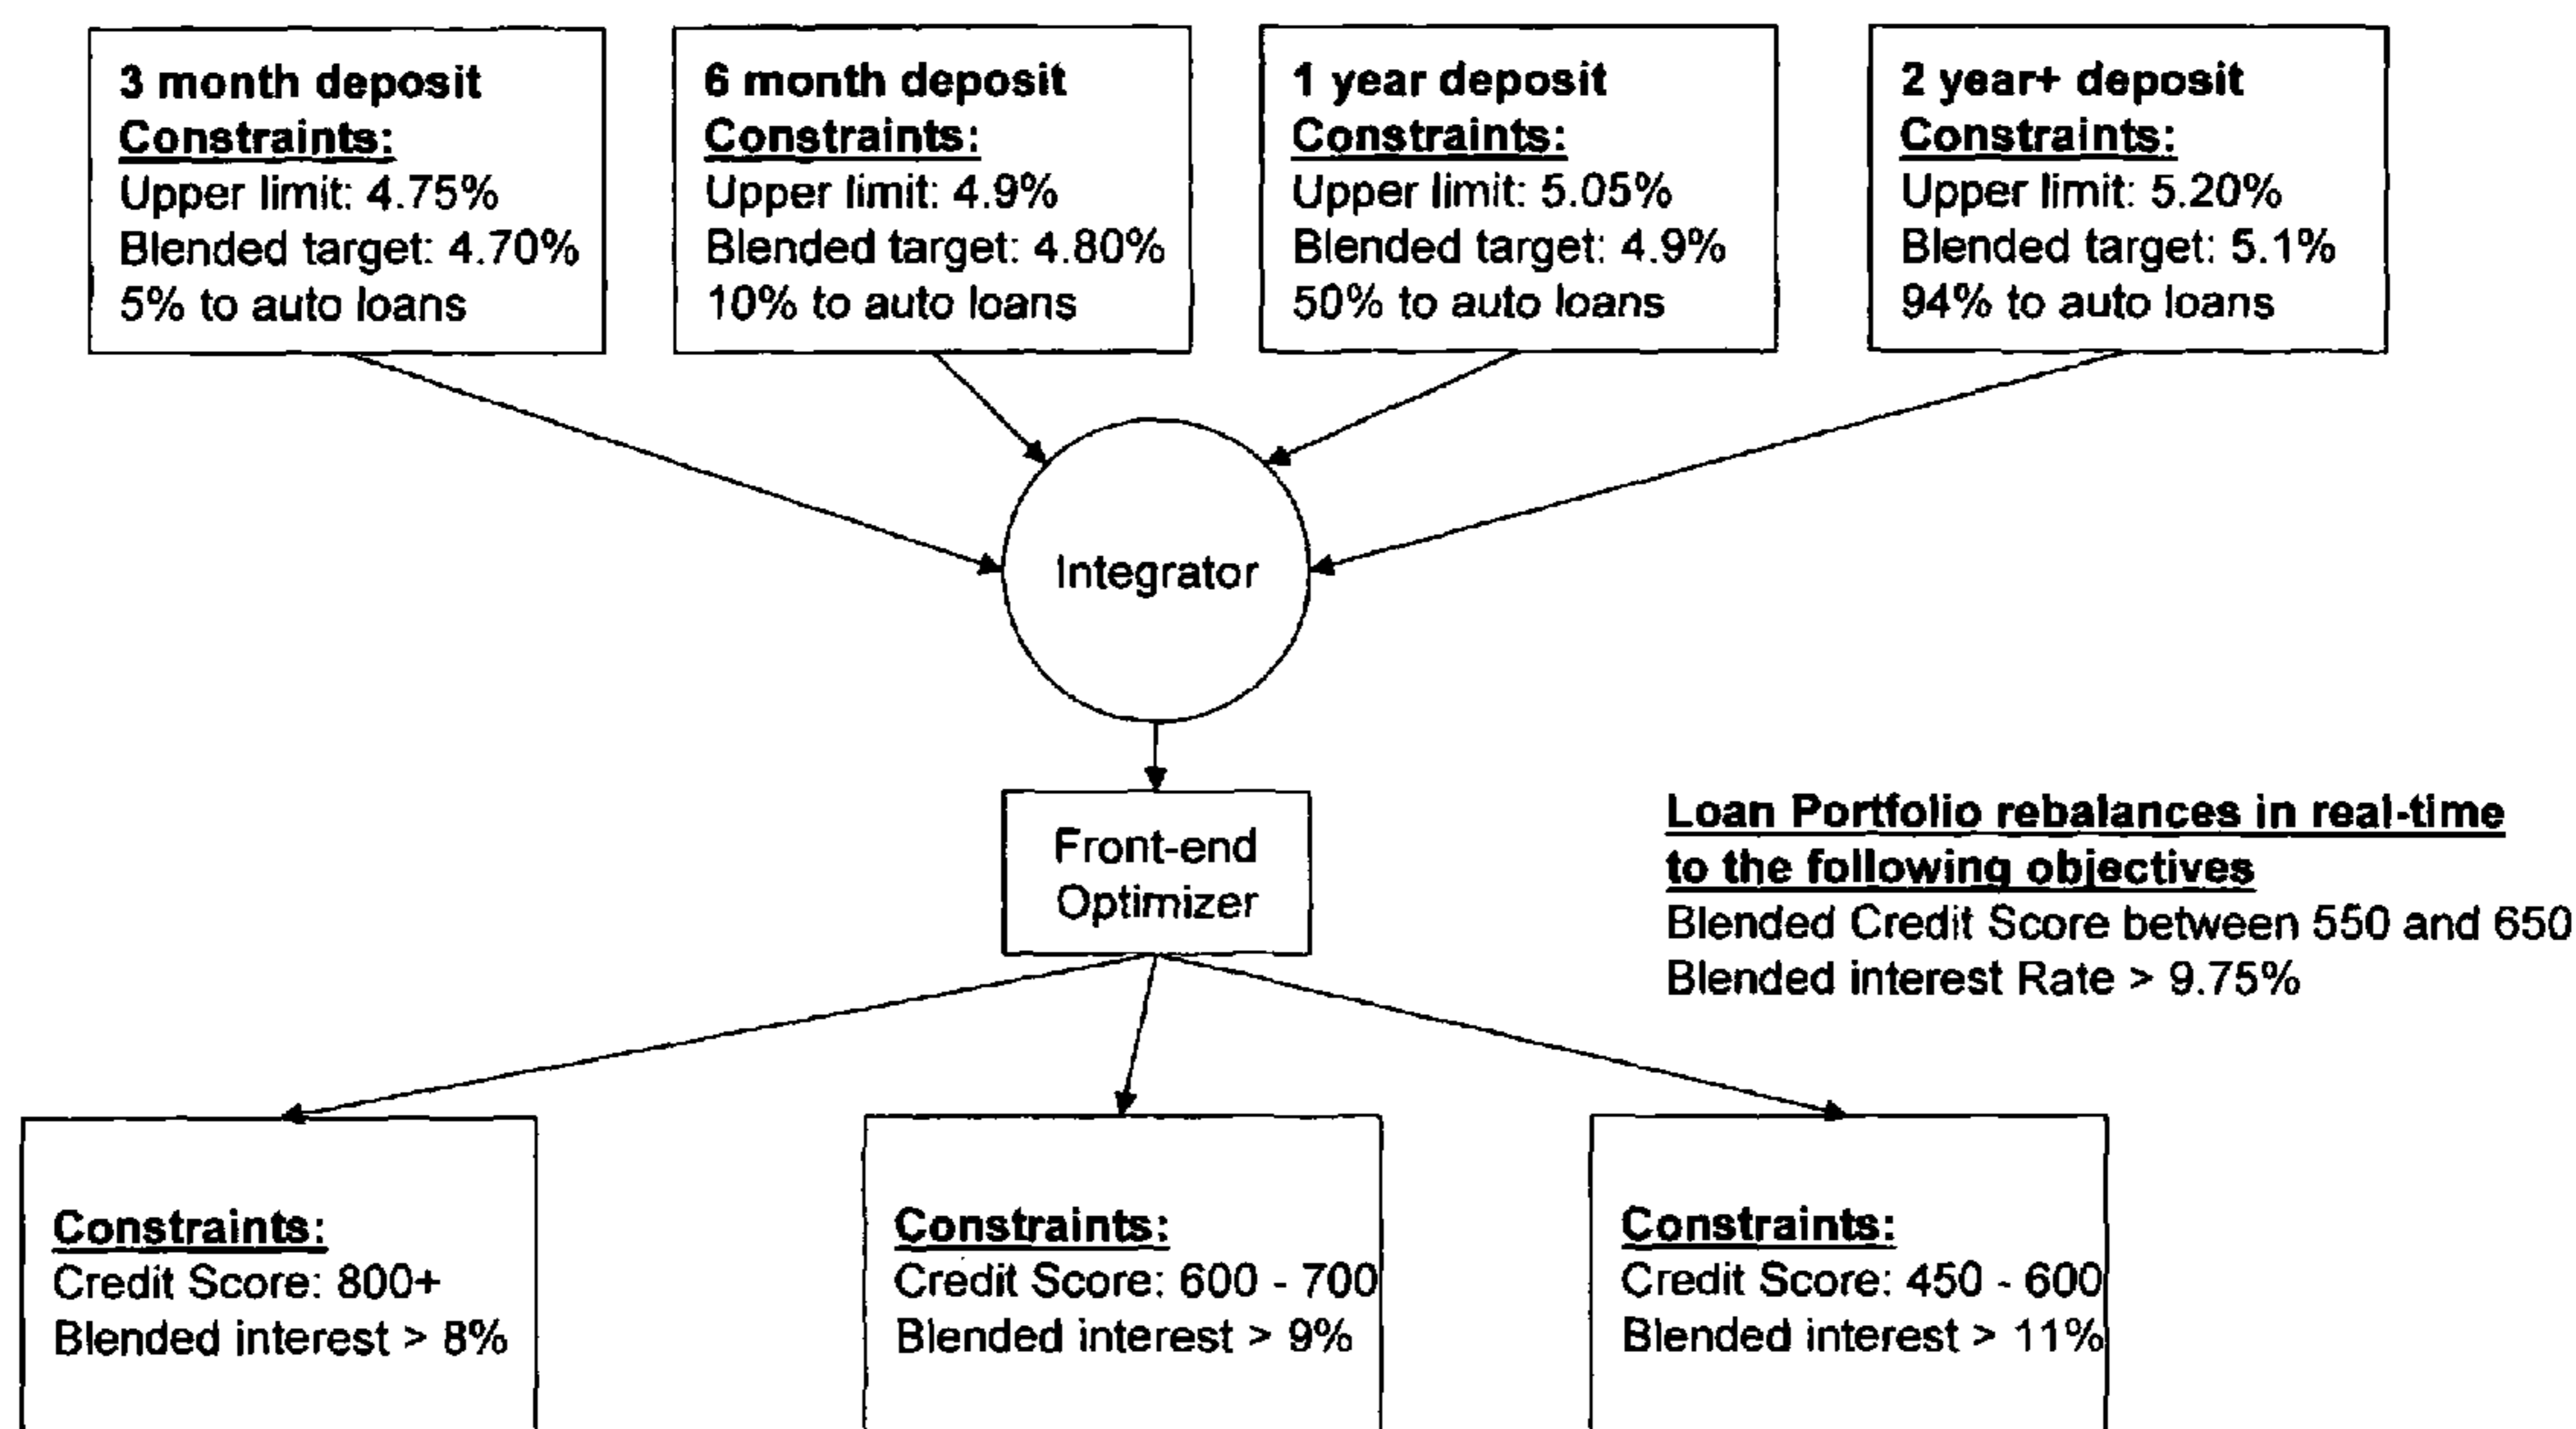 3 month deposit
Constraints:
Upper limit: 4.75%
Blended target: 4.70%
5% to auto loans
6 month deposit
Constraints:
Upper limit: 4.9%
Blended target: 4.80%
10% to auto loans
1 year deposit
Constraints:
Upper limit: 5.05%
Blended target: 4.9%
50% to auto loans
2 year+ deposit
Constraints:
Upper limit: 5.20%
Blended target: 5.1%
94% to auto loans
Integrator
Front-end
Optimizer
Loan Portfolio rebalances in real-time
to the following objectives
Blended Credit Score between 550 and 650
Blended interest Rate > 9.75%
Constraints:
Credit Score: 800+
Blended interest > 8%
Constraints:
Credit Score: 600 - 700
Blended interest > 9%
Constraints:
Credit Score: 450 - 600
Blended interest > 11%